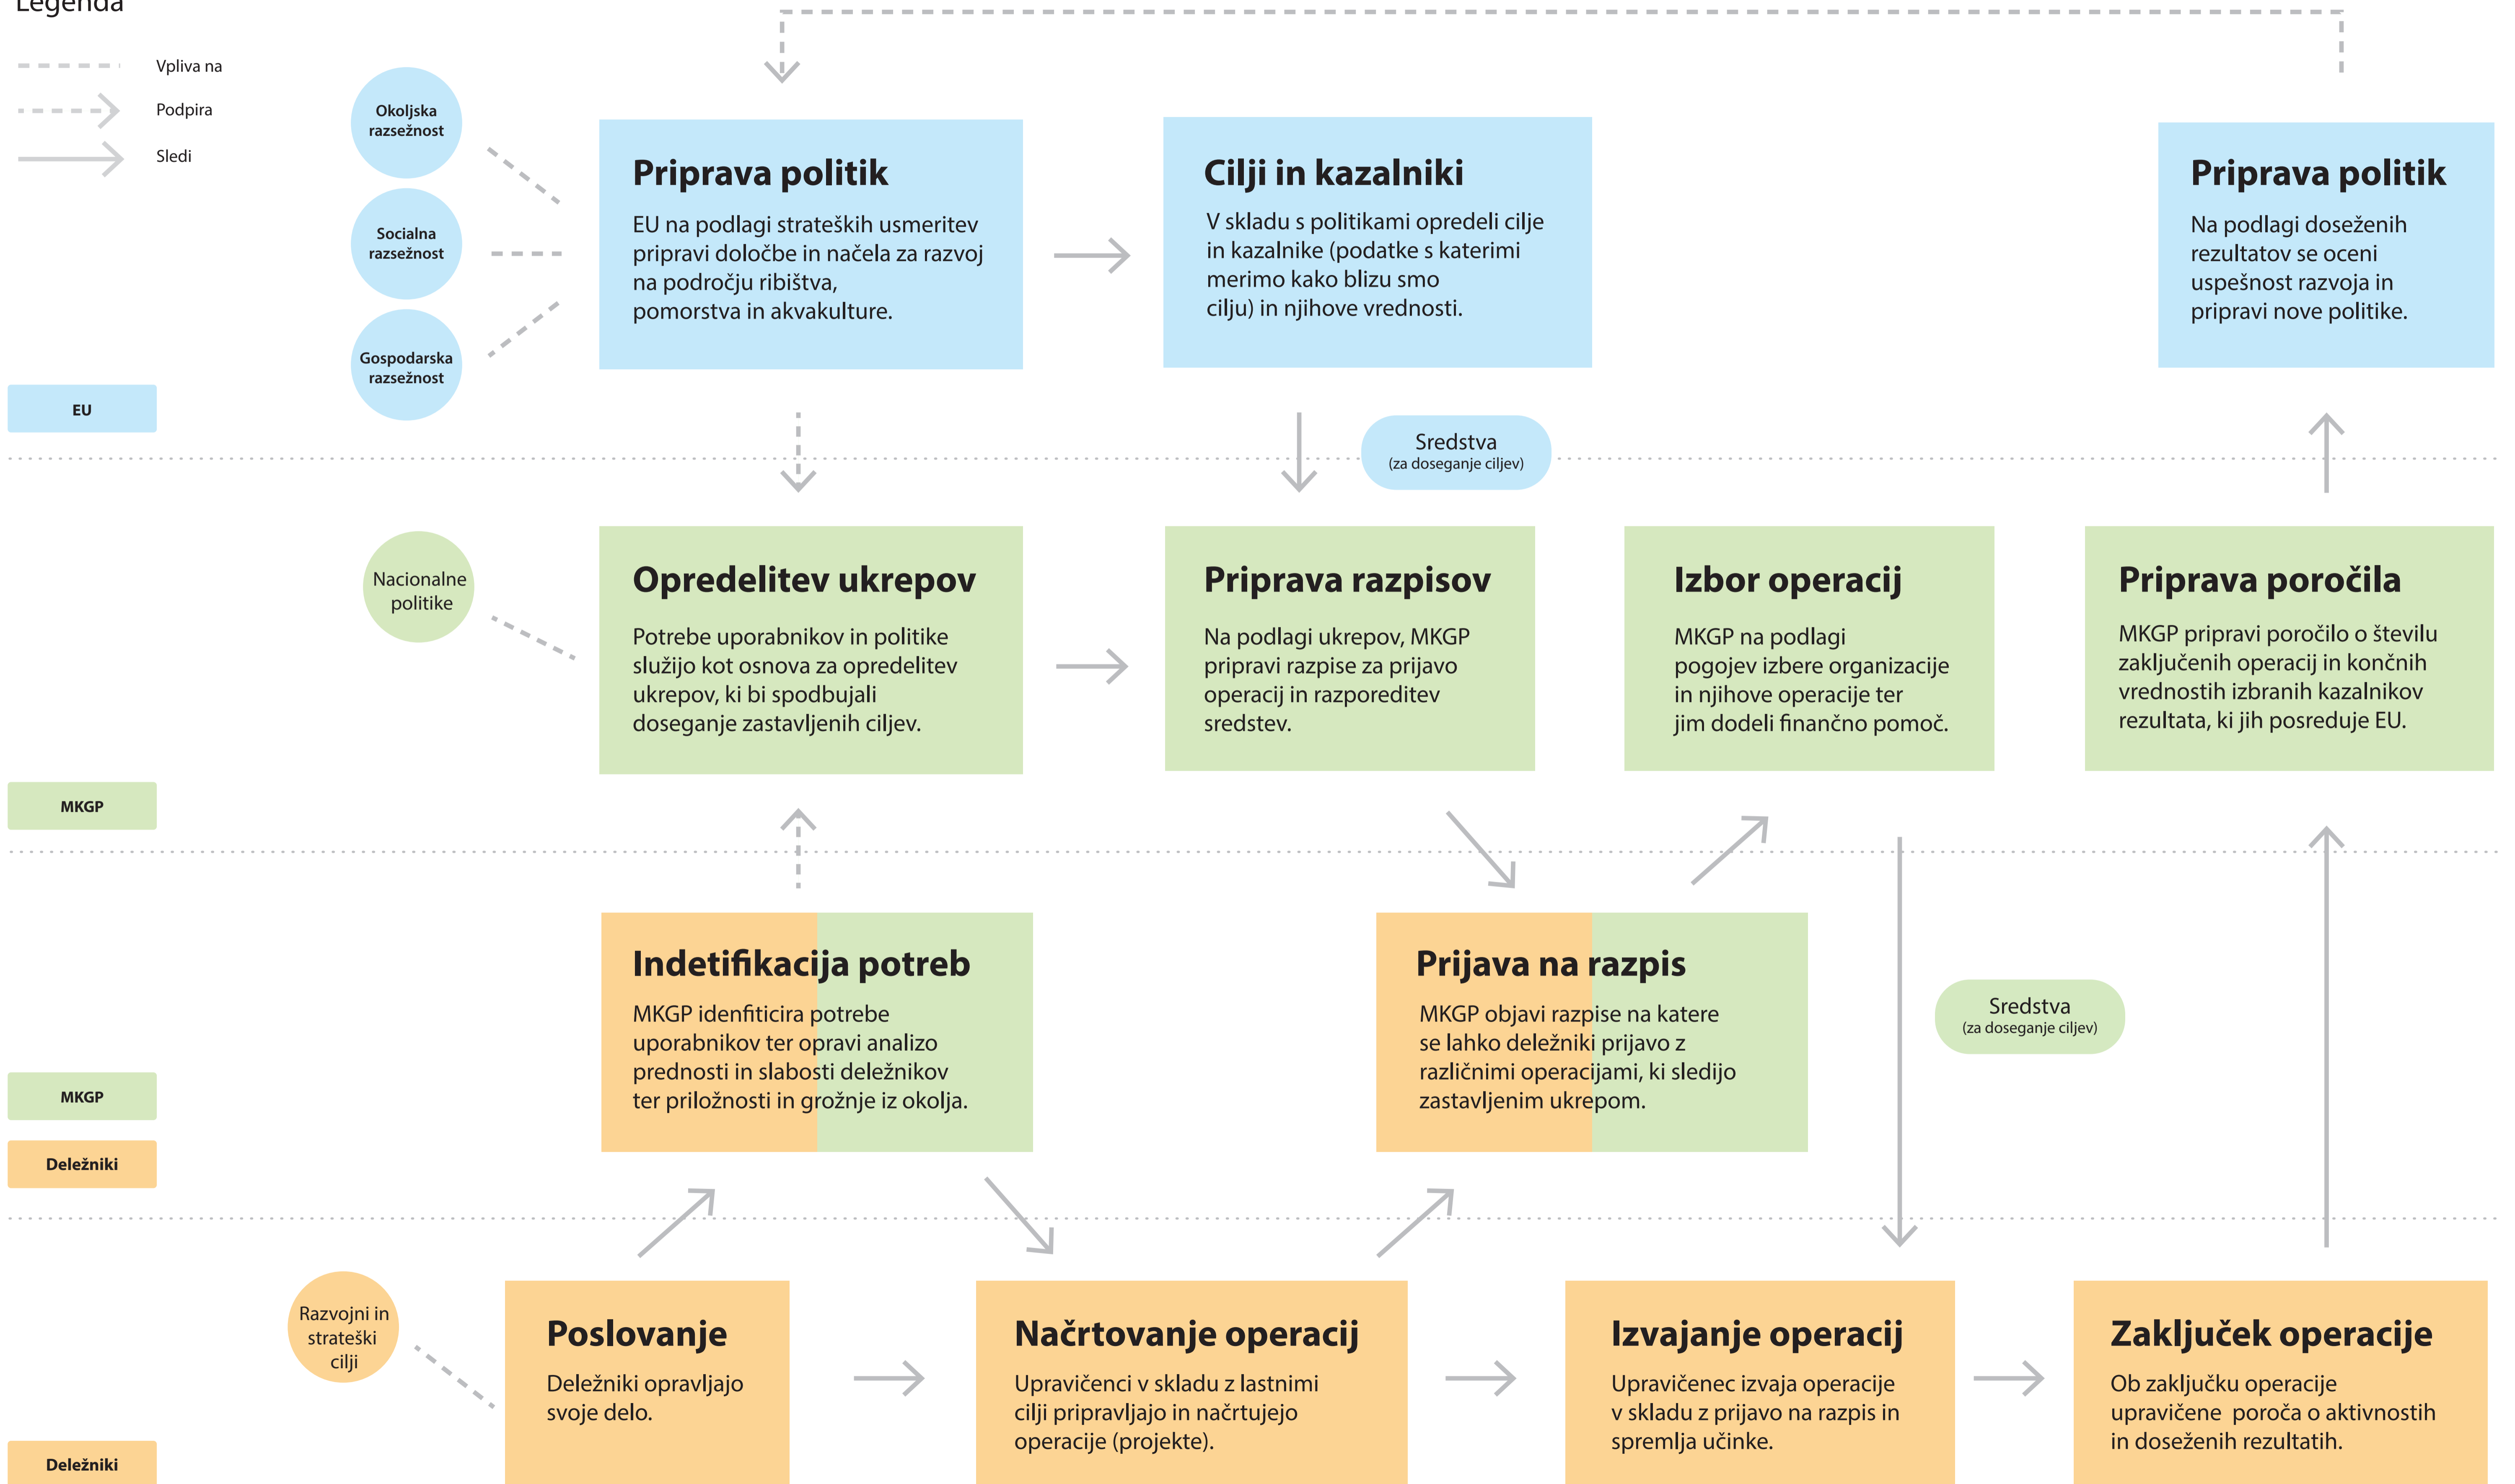 Legenda
Vpliva na
Podpira
Sledi
Okoljska
razsežnost
Socialna
razsežnost
Gospodarska
razsežnost
EU
Priprava politik
EU na podlagi strateških usmeritev
pripravi določbe in načela za razvoj
na področju ribištva,
pomorstva in akvakulture.
Cilji in kazalniki
V skladu s politikami opredeli cilje
in kazalnike (podatke s katerimi
merimo kako blizu smo
cilju) in njihove vrednosti.
Priprava politik
Na podlagi doseženih
rezultatov se oceni
uspešnost razvoja in
pripravi nove politike.
Sredstva
(za doseganje ciljev)
Nacionalne
politike
MKGP
Opredelitev ukrepov
Potrebe uporabnikov in politike
služijo kot osnova za opredelitev
ukrepov, ki bi spodbujali
doseganje zastavljenih ciljev.
Priprava razpisov
Na podlagi ukrepov, MKGP
pripravi razpise za prijavo
operacij in razporeditev
sredstev.
Izbor operacij
MKGP na podlagi
pogojev izbere organizacije
in njihove operacije ter
jim dodeli finančno pomoč.
Priprava poročila
MKGP pripravi poročilo o številu
zaključenih operacij in končnih
vrednostih izbranih kazalnikov
rezultata, ki jih posreduje EU.
MKGP
Deležniki
Indetifikacija potreb
MKGP idenfiticira potrebe
uporabnikov ter opravi analizo
prednosti in slabosti deležnikov
ter priložnosti in grožnje iz okolja.
Prijava na razpis
MKGP objavi razpise na katere
se lahko deležniki prijavo z
različnimi operacijami, ki sledijo
zastavljenim ukrepom.
Sredstva
(za doseganje ciljev)
Razvojni in
strateški
cilji
Deležniki
Poslovanje
Deležniki opravljajo
svoje delo.
Načrtovanje operacij
Upravičenci v skladu z lastnimi
cilji pripravljajo in načrtujejo
operacije (projekte).
Izvajanje operacij
Upravičenec izvaja operacije
v skladu z prijavo na razpis in
spremlja učinke.
Zaključek operacije
Ob zaključku operacije
upravičene poroča o aktivnostih
in doseženih rezultatih.